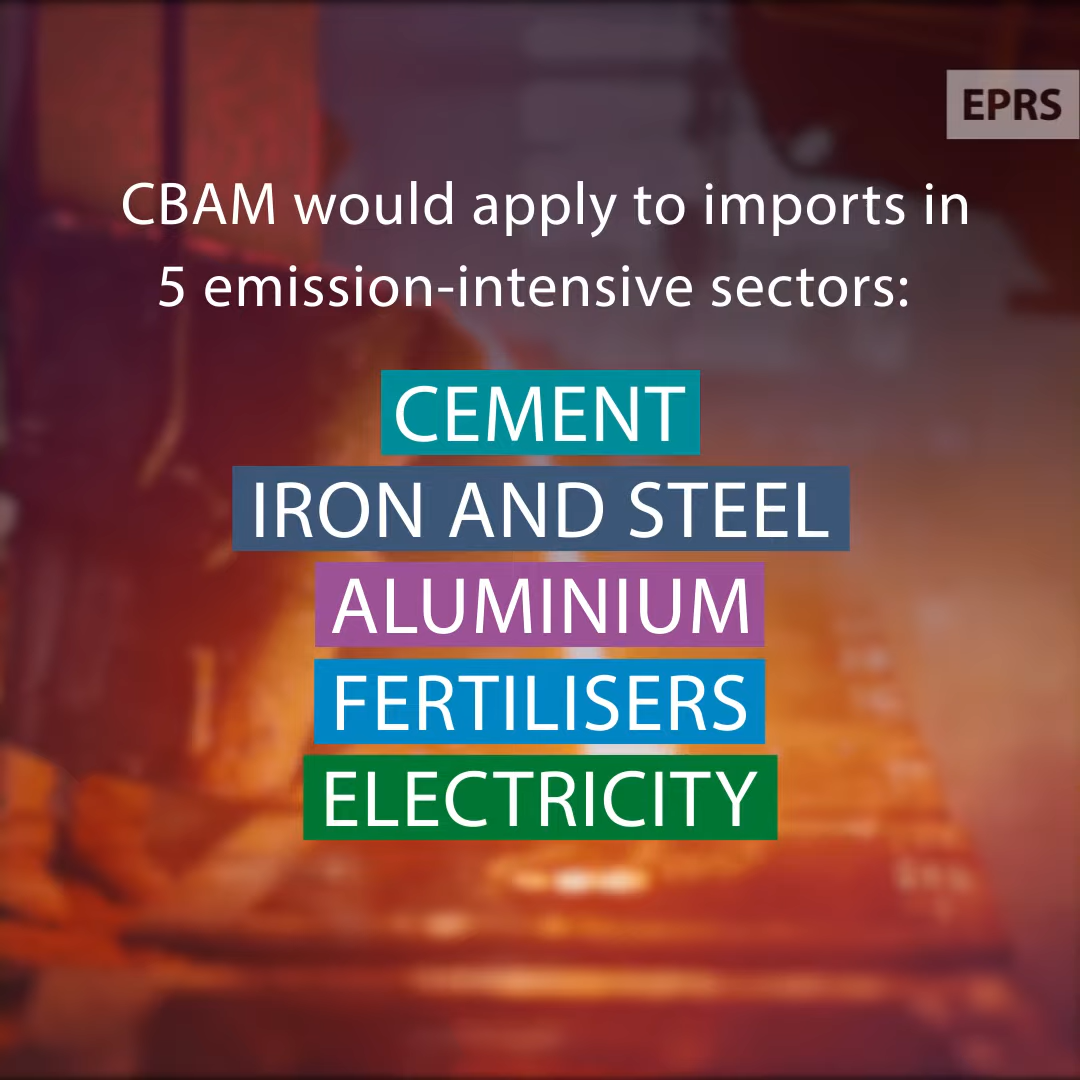 EPRS
CBAM would apply to imports in
5 emission-intensive sectors:
CEMENT
IRON AND STEEL
ALUMINIUM
FERTILISERS
ELECTRICITY